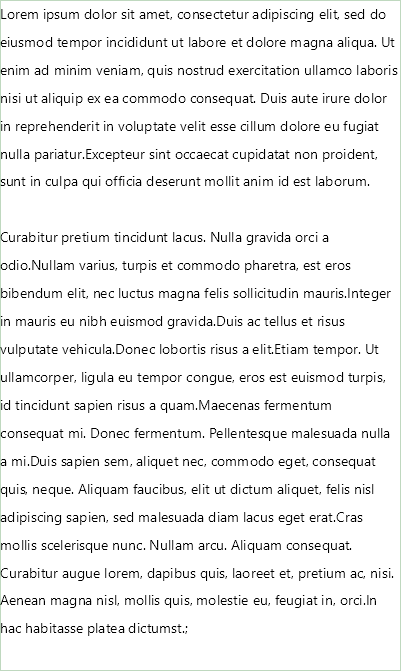 Lorem ipsum dolor sit amet, consectetur adipiscing elit, sed do
eiusmod tempor incididunt ut labore et dolore magna aliqua. Ut
enim ad minim veniam, quis nostrud exercitation ullamco laboris
nisi ut aliquip ex ea commodo consequat. Duis aute irure dolor
in reprehenderit in voluptate velit esse cillum dolore eu fugiat
nulla pariatur.Excepteur sint occaecat cupidatat non proident,
sunt in culpa qui officia deserunt mollit anim id est laborum.

Curabitur pretium tincidunt lacus. Nulla gravida orci a
odio.Nullam varius, turpis et commodo pharetra, est eros
bibendum elit, nec luctus magna felis sollicitudin mauris.Integer
in mauris eu nibh euismod gravida.Duis ac tellus et risus
vulputate vehicula.Donec lobortis risus a elit.Etiam tempor. Ut
ullamcorper, ligula eu tempor congue, eros est euismod turpis,
id tincidunt sapien risus a quam.Maecenas fermentum
consequat mi. Donec fermentum. Pellentesque malesuada nulla
a mi.Duis sapien sem, aliquet nec, commodo eget, consequat
quis, neque. Aliquam faucibus, elit ut dictum aliquet, felis nisl
adipiscing sapien, sed malesuada diam lacus eget erat.Cras
mollis scelerisque nunc. Nullam arcu. Aliquam consequat.
Curabitur augue lorem, dapibus quis, laoreet et, pretium ac, nisi.
Aenean magna nisl, mollis quis, molestie eu, feugiat in, orci.In
hac habitasse platea dictumst.;